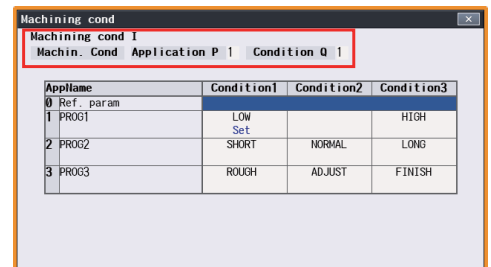 Machining cond
Machining cond I
Machin. Cond Application P 1 Condition Q 1
AppName Condition1 Condition2 Condition3
0 Ref. param
1 PROG1 LOW HIGH
Set
2 PROG2 SHORT NORMAL LONG
3 PROG3 ROUGH ADJUST FINISH